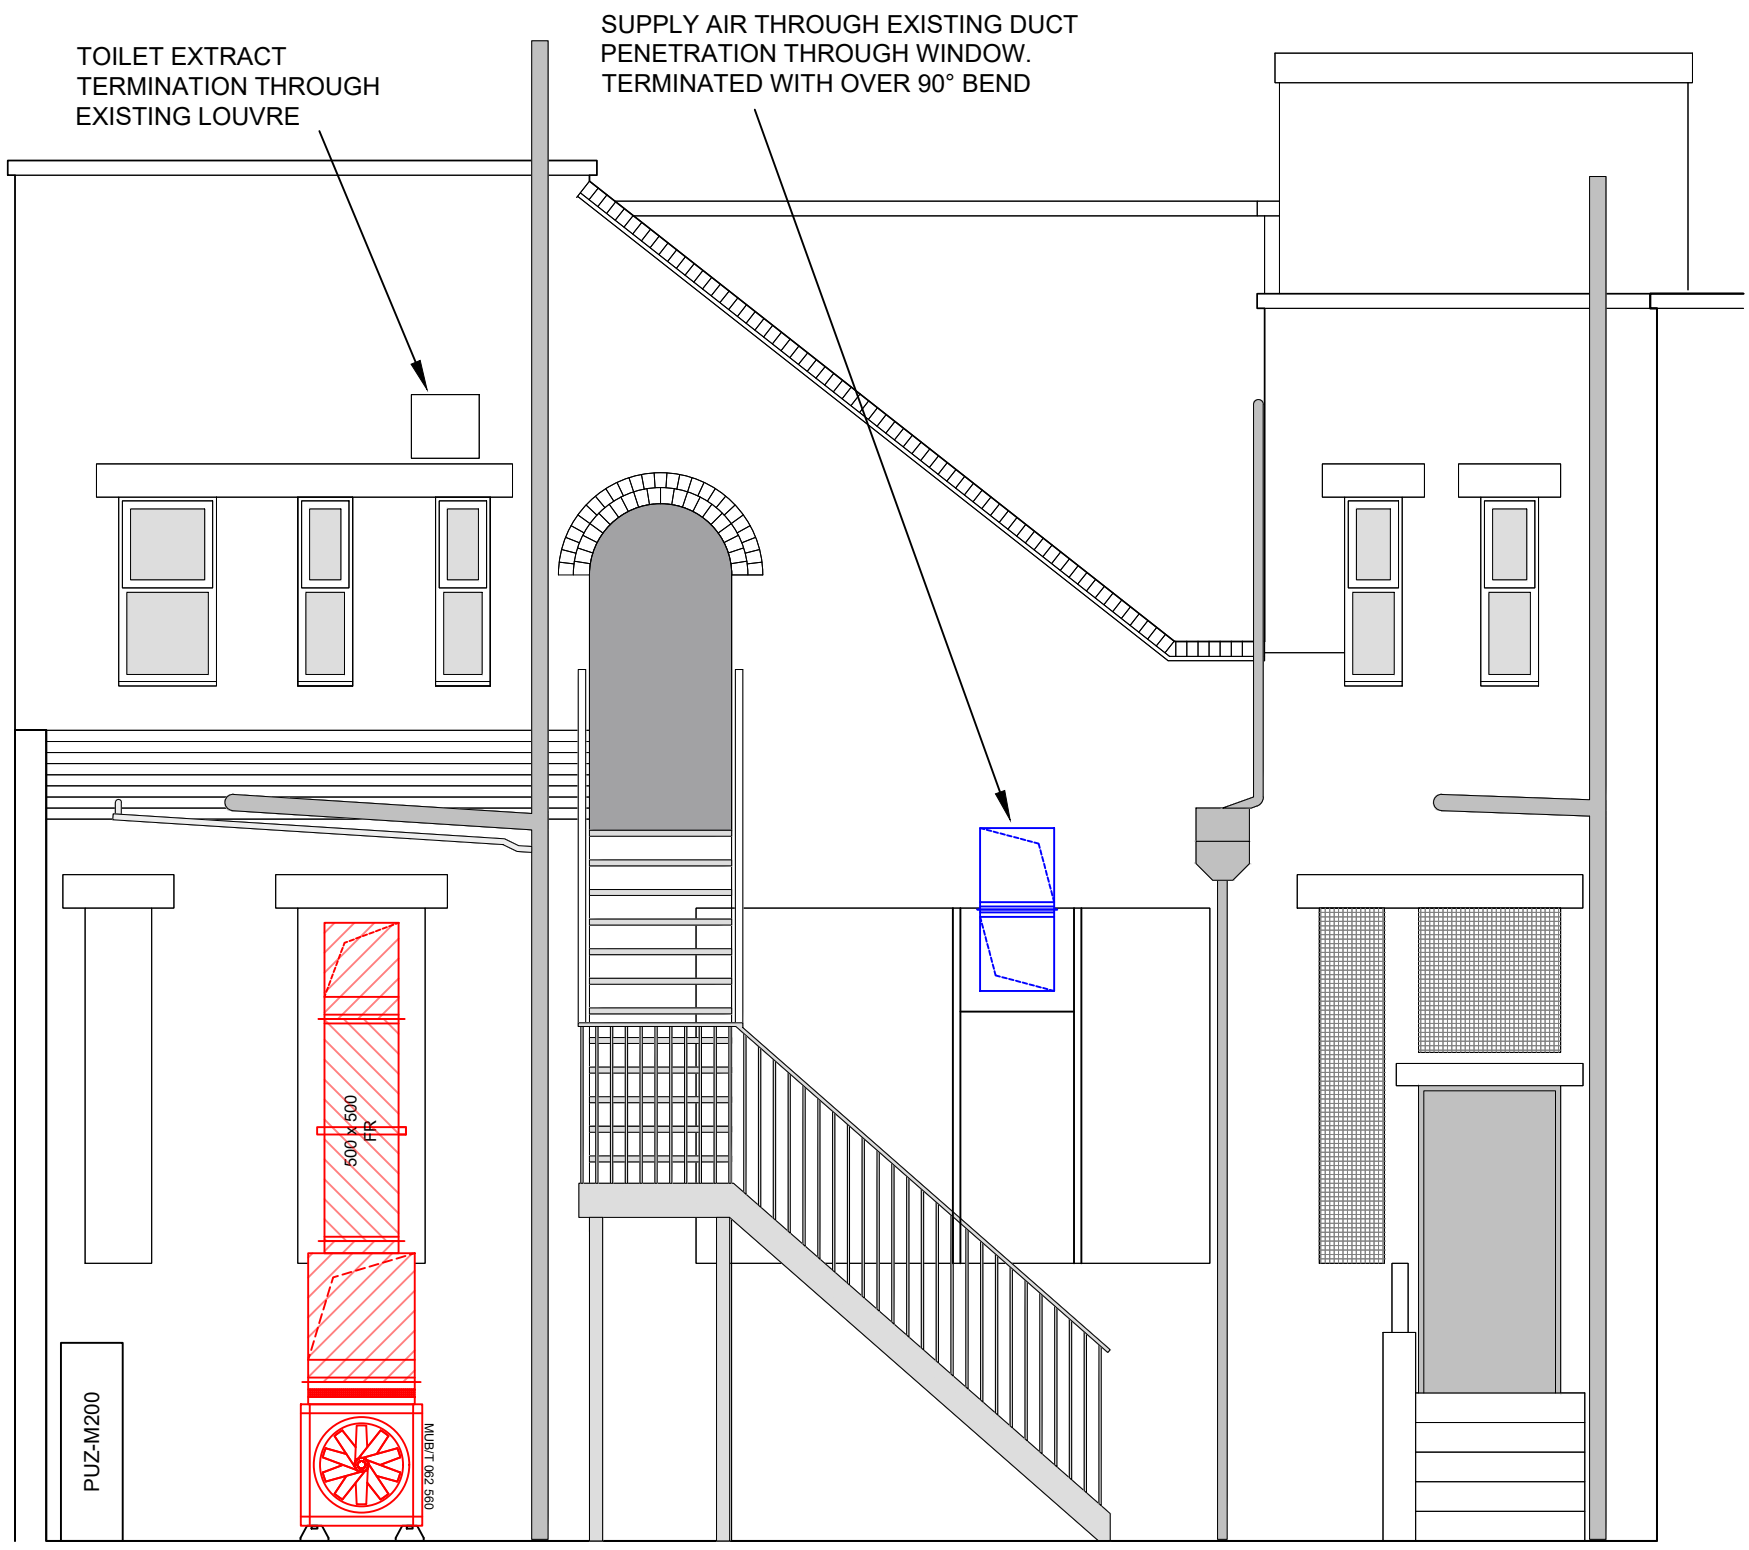 TOILET EXTRACT
TERMINATION THROUGH
EXISTING LOUVRE
SUPPLY AIR THROUGH EXISTING DUCT
PENETRATION THROUGH WINDOW.
TERMINATED WITH OVER 90° BEND
500 x 500
FR
PUZ-M200
MUB/T 062 560